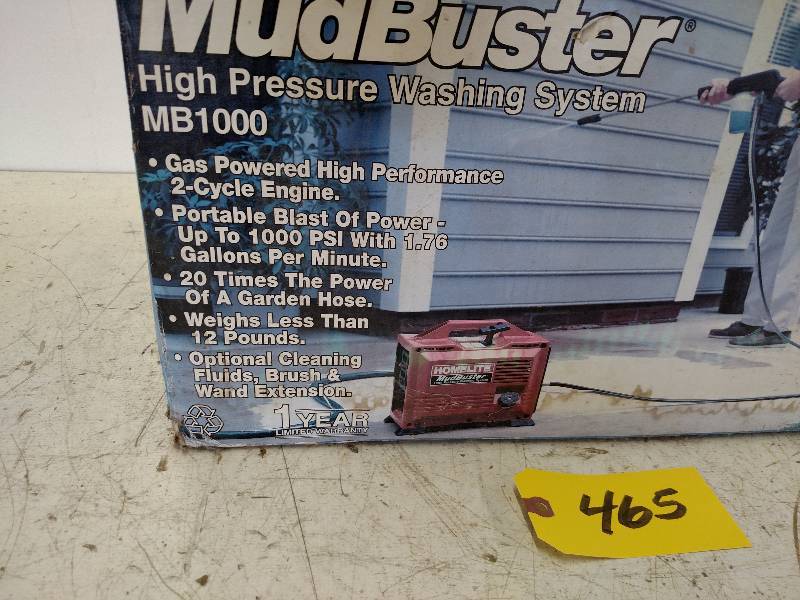 MudBuster®
High Pressure Washing System
MB1000
• Gas Powered High Performance
2-Cycle Engine.
• Portable Blast Of Power -
Up To 1000 PSI With 1.76
Gallons Per Minute.
• 20 Times The Power
Of A Garden Hose.
• Weighs Less Than
12 Pounds.
• Optional Cleaning
Fluids, Brush &
Wand Extension.
1 YEAR
LIMITED WARRANTY
HOMELITE
MudBuster
465